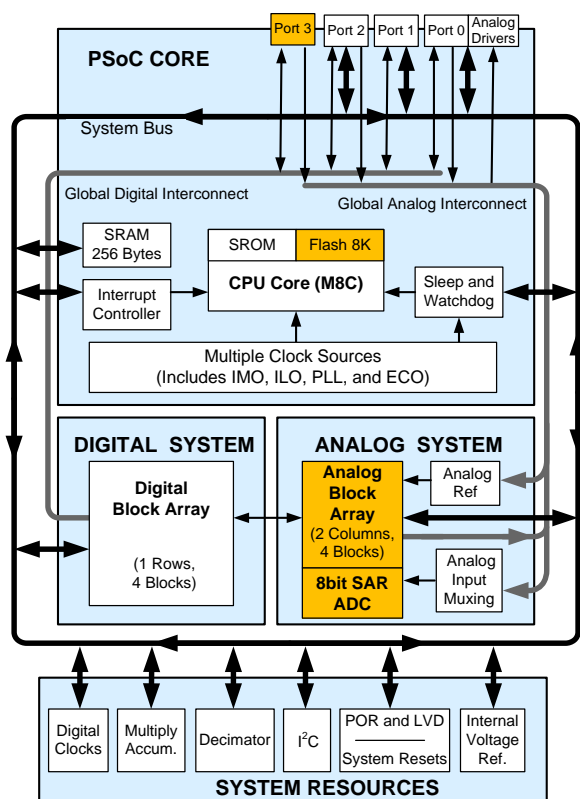 Port 3
Port 2
Port 1
Port 0
Analog
Drivers
PSoC CORE
System Bus
Global Digital Interconnect
Global Analog Interconnect
SRAM
256 Bytes
SROM
Flash 8K
CPU Core (M8C)
Interrupt
Controller
Sleep and
Watchdog
Multiple Clock Sources
(Includes IMO, ILO, PLL, and ECO)
DIGITAL SYSTEM
ANALOG SYSTEM
Digital
Block Array
(1 Rows,
4 Blocks)
Analog
Block
Array
(2 Columns,
4 Blocks)
8bit SAR
ADC
Analog
Ref
Analog
Input
Muxing
Digital
Clocks
Multiply
Accum.
Decimator
I²C
POR and LVD
System Resets
Internal
Voltage
Ref.
SYSTEM RESOURCES